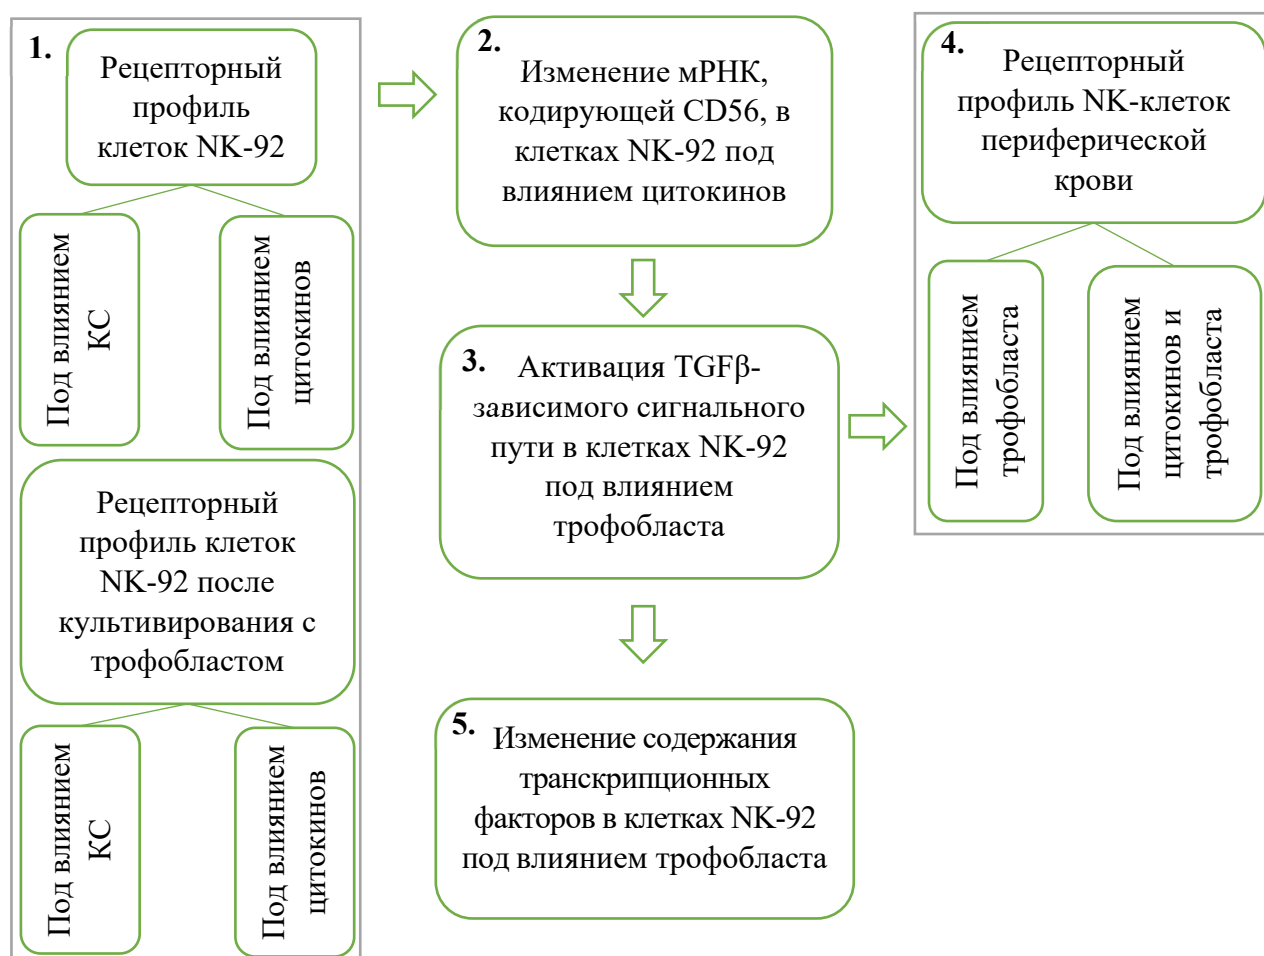 1.
Рецепторный
профиль
клеток NK-92
Под влиянием
КС
Под влиянием
цитокинов
Рецепторный
профиль клеток
NK-92 после
культивирования с
трофобластом
Под влиянием
КС
Под влиянием
цитокинов
2.
Изменение мРНК,
кодирующей CD56, в
клетках NK-92 под
влиянием цитокинов
3.
Активация TGFβ-
зависимого сигнального
пути в клетках NK-92
под влиянием
трофобласта
4.
Рецепторный
профиль NK-клеток
периферической
крови
Под влиянием
трофобласта
Под влиянием
цитокинов и
трофобласта
5.
Изменение содержания
транскрипционных
факторов в клетках NK-92
под влиянием трофобласта